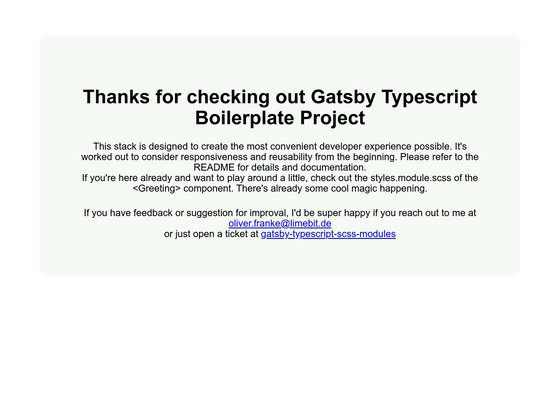 Thanks for checking out Gatsby Typescript
Boilerplate Project
This stack is designed to create the most convenient developer experience possible. It's
worked out to consider responsiveness and reusability from the beginning. Please refer to the
README for details and documentation.
If you're here already and want to play around a little, check out the styles.module.scss of the
<Greeting> component. There's already some cool magic happening.
If you have feedback or suggestion for improval, I'd be super happy if you reach out to me at
oliver.franke@limebit.de
or just open a ticket at gatsby-typescript-scss-modules